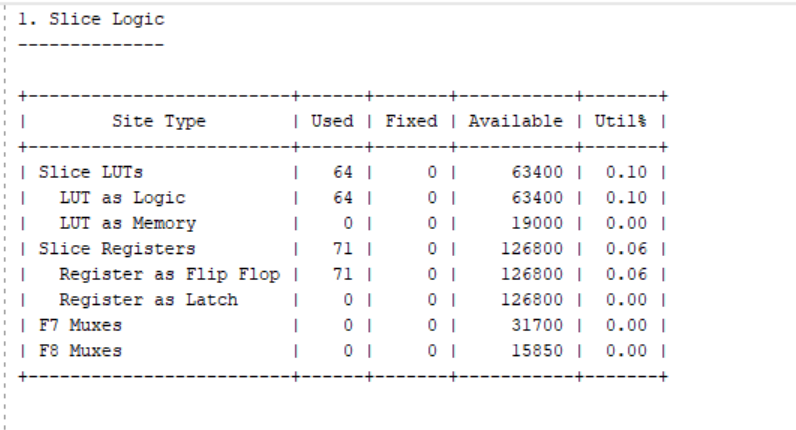 1. Slice Logic
--------------
+-------------------------+------+-------+-----------+-------+
|        Site Type        | Used | Fixed | Available | Util% |
+-------------------------+------+-------+-----------+-------+
| Slice LUTs              |   64 |     0 |     63400 |  0.10 |
|   LUT as Logic          |   64 |     0 |     63400 |  0.10 |
|   LUT as Memory         |    0 |     0 |     19000 |  0.00 |
| Slice Registers         |   71 |     0 |    126800 |  0.06 |
|   Register as Flip Flop |   71 |     0 |    126800 |  0.06 |
|   Register as Latch     |    0 |     0 |    126800 |  0.00 |
| F7 Muxes                |    0 |     0 |     31700 |  0.00 |
| F8 Muxes                |    0 |     0 |     15850 |  0.00 |
+-------------------------+------+-------+-----------+-------+